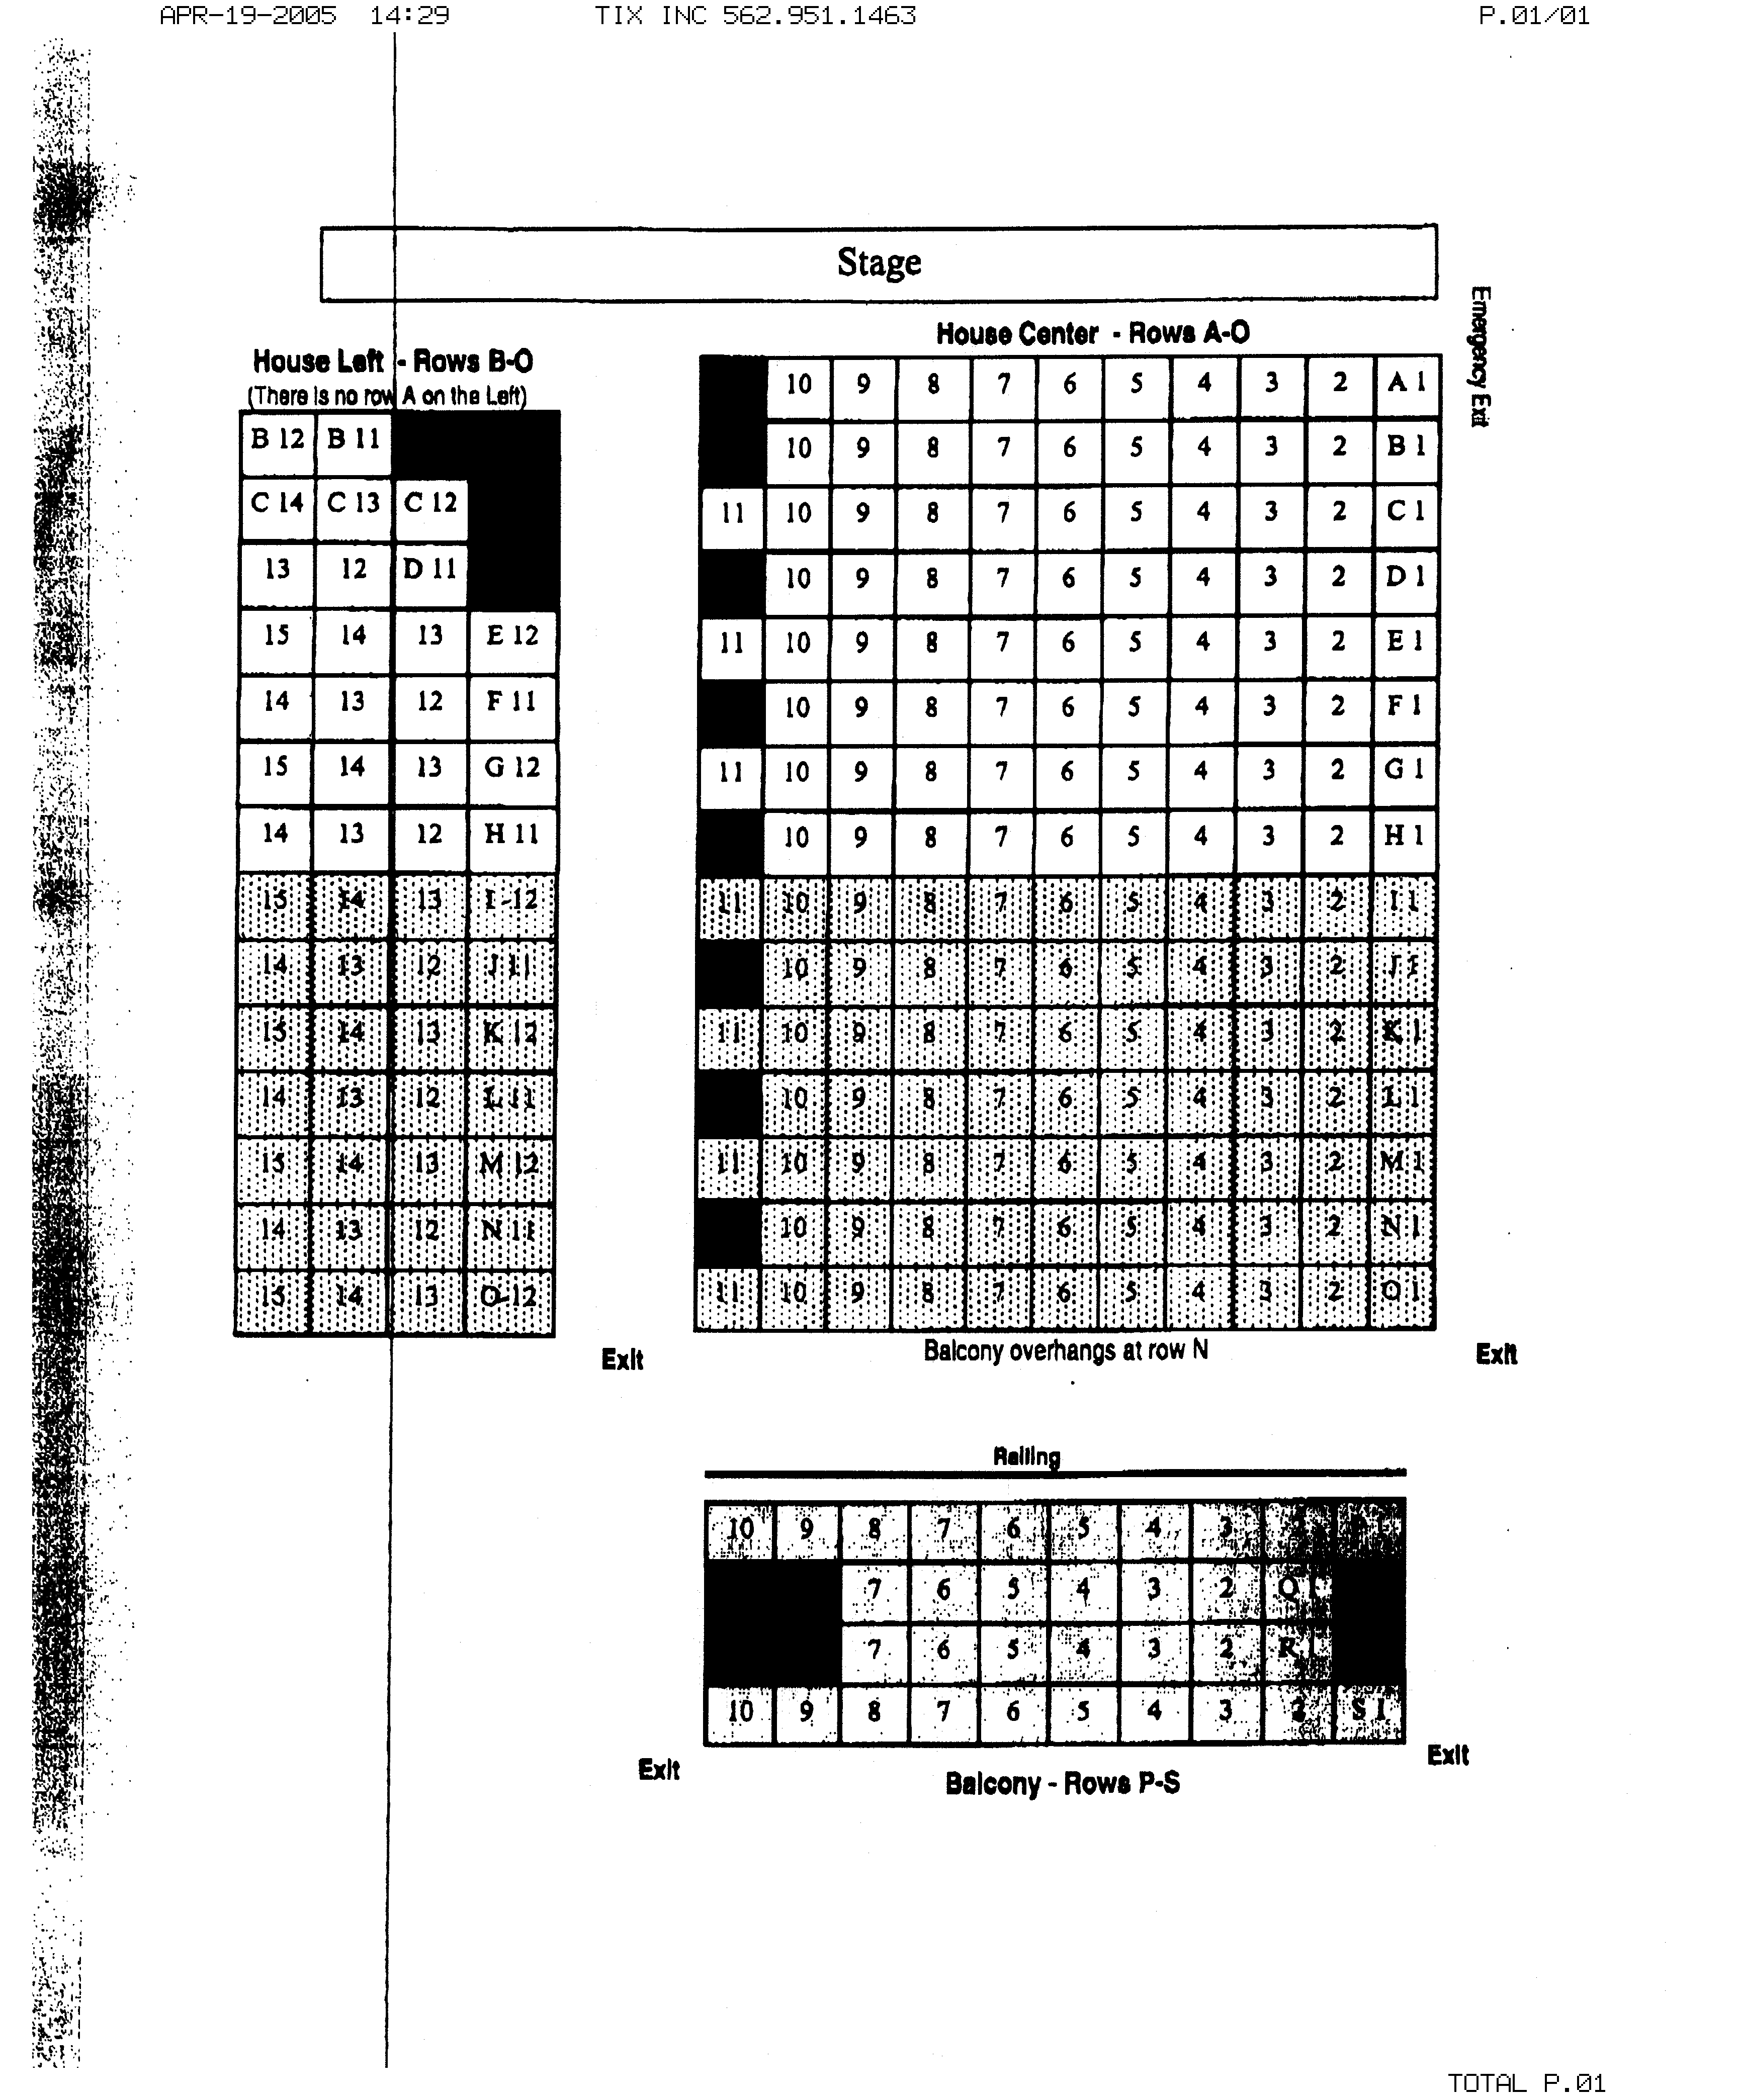 APR-19-2005 14:29 TIX INC 562.951.1463 P.01/01
Stage
Emergency Exit
House Left - Rows B-O
(There is no row A on the Left)
B 12 B 11
C 14 C 13 C 12
13 12 D 11
15 14 13 E 12
14 13 12 F 11
15 14 13 G 12
14 13 12 H 11
15 14 13 I-12
14 13 12 J 11
15 14 13 K 12
14 13 12 L 11
15 14 13 M 12
14 13 12 N 11
15 14 13 O-12
Exit
House Center - Rows A-O
10 9 8 7 6 5 4 3 2 A 1
10 9 8 7 6 5 4 3 2 B 1
11 10 9 8 7 6 5 4 3 2 C 1
10 9 8 7 6 5 4 3 2 D 1
11 10 9 8 7 6 5 4 3 2 E 1
10 9 8 7 6 5 4 3 2 F 1
11 10 9 8 7 6 5 4 3 2 G 1
10 9 8 7 6 5 4 3 2 H 1
11 10 9 8 7 6 5 4 3 2 I 1
10 9 8 7 6 5 4 3 2 J 1
11 10 9 8 7 6 5 4 3 2 K 1
10 9 8 7 6 5 4 3 2 L 1
11 10 9 8 7 6 5 4 3 2 M 1
10 9 8 7 6 5 4 3 2 N 1
11 10 9 8 7 6 5 4 3 2 O 1
Balcony overhangs at row N
Exit
Railing
10 9 8 7 6 5 4 3
7 6 5 4 3 2 Q 1
7 6 5 4 3 2 R 1
10 9 8 7 6 5 4 3 2 S 1
Exit
Exit
Balcony - Rows P-S
TOTAL P.01